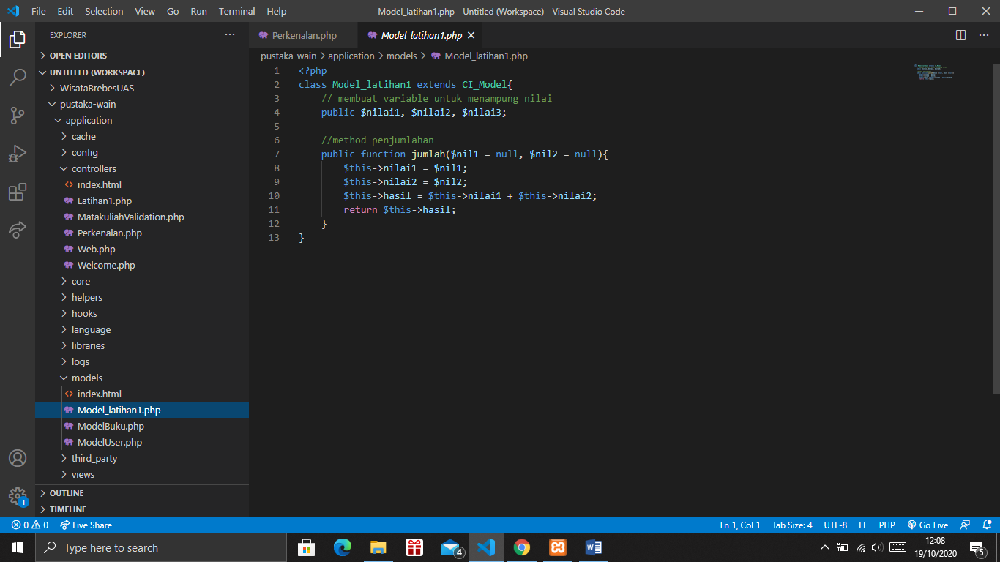 File Edit Selection View Go Run Terminal Help Model_latihan1.php - Untitled (Workspace) - Visual Studio Code
EXPLORER
OPEN EDITORS
UNTITLED (WORKSPACE)
WisataBrebesUAS
pustaka-wain
application
cache
config
controllers
index.html
Latihan1.php
MatakuliahValidation.php
Perkenalan.php
Web.php
Welcome.php
core
helpers
hooks
language
libraries
logs
models
index.html
Model_latihan1.php
ModelBuku.php
ModelUser.php
third_party
views
OUTLINE
TIMELINE
1
Perkenalan.php Model_latihan1.php
pustaka-wain > application > models > Model_latihan1.php
1 <?php
2 class Model_latihan1 extends CI_Model{
3 // membuat variable untuk menampung nilai
4 public $nilai1, $nilai2, $nilai3;
5
6 //method penjumlahan
7 public function jumlah($nil1 = null, $nil2 = null){
8 $this->nilai1 = $nil1;
9 $this->nilai2 = $nil2;
10 $this->hasil = $this->nilai1 + $this->nilai2;
11 return $this->hasil;
12 }
13 }
0 0 Live Share Ln 1, Col 1 Tab Size: 4 UTF-8 LF PHP Go Live
Type here to search 4 12:08
19/10/2020 5